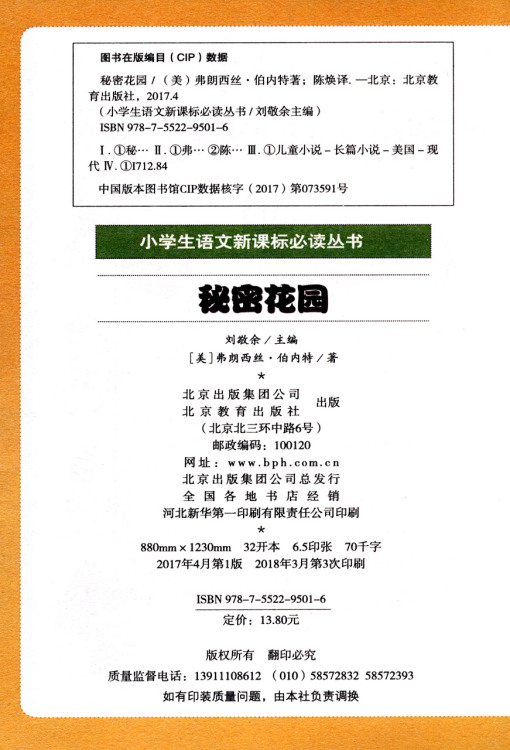 图书在版编目（CIP）数据
秘密花园 /（美）弗朗西丝·伯内特著；陈焕译. —北京：北京教
育出版社，2017.4
（小学生语文新课标必读丛书 / 刘敬余主编）
ISBN 978-7-5522-9501-6
Ⅰ.①秘… Ⅱ.①弗… ②陈… Ⅲ.①儿童小说－长篇小说－美国－现
代 Ⅳ.①I712.84
中国版本图书馆CIP数据核字（2017）第073591号
小学生语文新课标必读丛书
秘密花园
刘敬余 / 主编
［美］弗朗西丝·伯内特 / 著
*
北京出版集团公司
北京教育出版社 出版
（北京北三环中路6号）
邮政编码：100120
网址：www.bph.com.cn
北京出版集团公司总发行
全国各地书店经销
河北新华第一印刷有限责任公司印刷
*
880mm×1230mm 32开本 6.5印张 70千字
2017年4月第1版 2018年3月第3次印刷
ISBN 978-7-5522-9501-6
定价：13.80元
版权所有 翻印必究
质量监督电话：13911108612 （010）58572832 58572393
如有印装质量问题，由本社负责调换